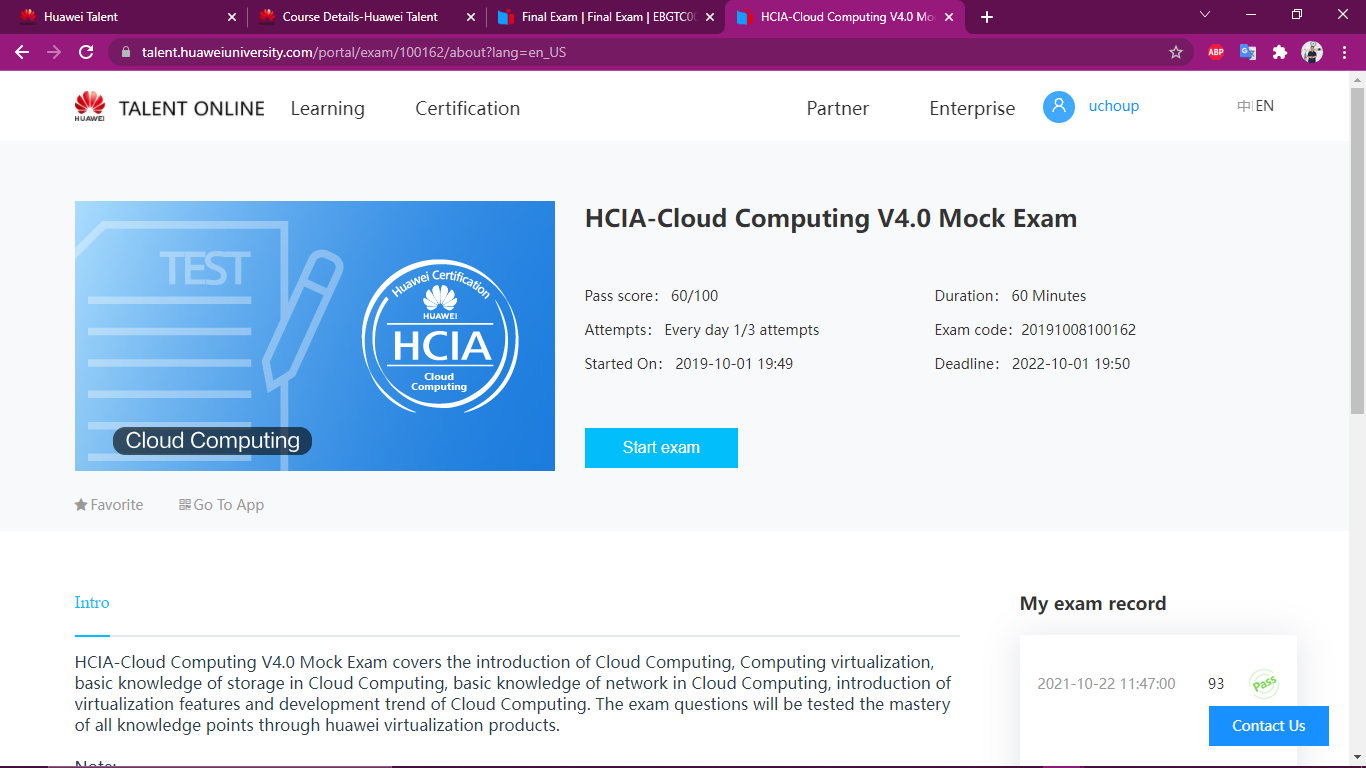 Huawei Talent
Course Details-Huawei Talent
Final Exam | Final Exam | EBGTC00
HCIA-Cloud Computing V4.0 Mo
talent.huaweiuniversity.com/portal/exam/100162/about?lang=en_US
ABP
HUAWEI
TALENT ONLINE
Learning
Certification
Partner
Enterprise
uchoup
中|EN
TEST
Huawei Certification
HUAWEI
HCIA
Cloud
Computing
Cloud Computing
HCIA-Cloud Computing V4.0 Mock Exam
Pass score： 60/100
Duration： 60 Minutes
Attempts： Every day 1/3 attempts
Exam code：20191008100162
Started On： 2019-10-01 19:49
Deadline： 2022-10-01 19:50
Start exam
Favorite
Go To App
Intro
HCIA-Cloud Computing V4.0 Mock Exam covers the introduction of Cloud Computing, Computing virtualization,
basic knowledge of storage in Cloud Computing, basic knowledge of network in Cloud Computing, introduction of
virtualization features and development trend of Cloud Computing. The exam questions will be tested the mastery
of all knowledge points through huawei virtualization products.
Note:
My exam record
2021-10-22 11:47:00
93
Pass
Contact Us